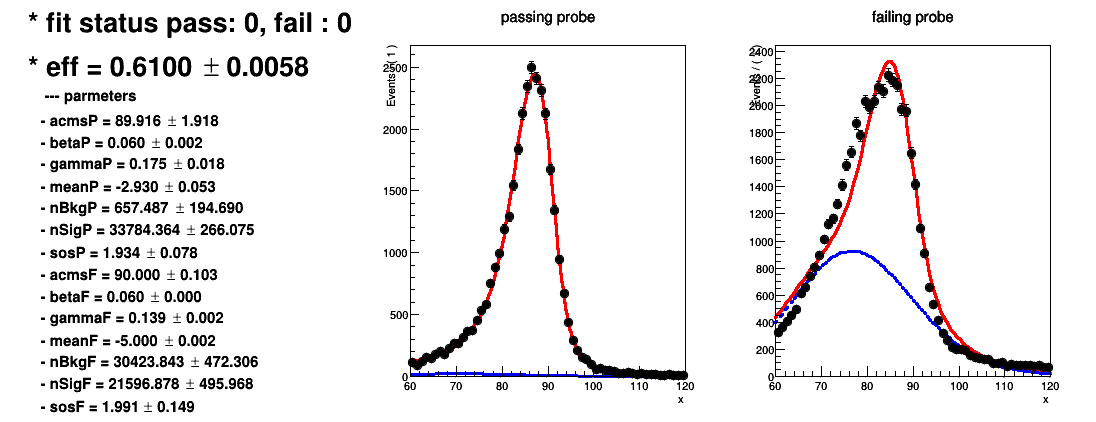 * fit status pass: 0, fail : 0
* eff = 0.6100 ± 0.0058
--- parmeters
- acmsP = 89.916 ± 1.918
- betaP = 0.060 ± 0.002
- gammaP = 0.175 ± 0.018
- meanP = -2.930 ± 0.053
- nBkgP = 657.487 ± 194.690
- nSigP = 33784.364 ± 266.075
- sosP = 1.934 ± 0.078
- acmsF = 90.000 ± 0.103
- betaF = 0.060 ± 0.000
- gammaF = 0.139 ± 0.002
- meanF = -5.000 ± 0.002
- nBkgF = 30423.843 ± 472.306
- nSigF = 21596.878 ± 495.968
- sosF = 1.991 ± 0.149
passing probe
Events / ( 1 )
2500
2000
1500
1000
500
0
60 70 80 90 100 110 120
x
failing probe
Events / (
2400
2200
2000
1800
1600
1400
1200
1000
800
600
400
200
0
60 70 80 90 100 110 120
x